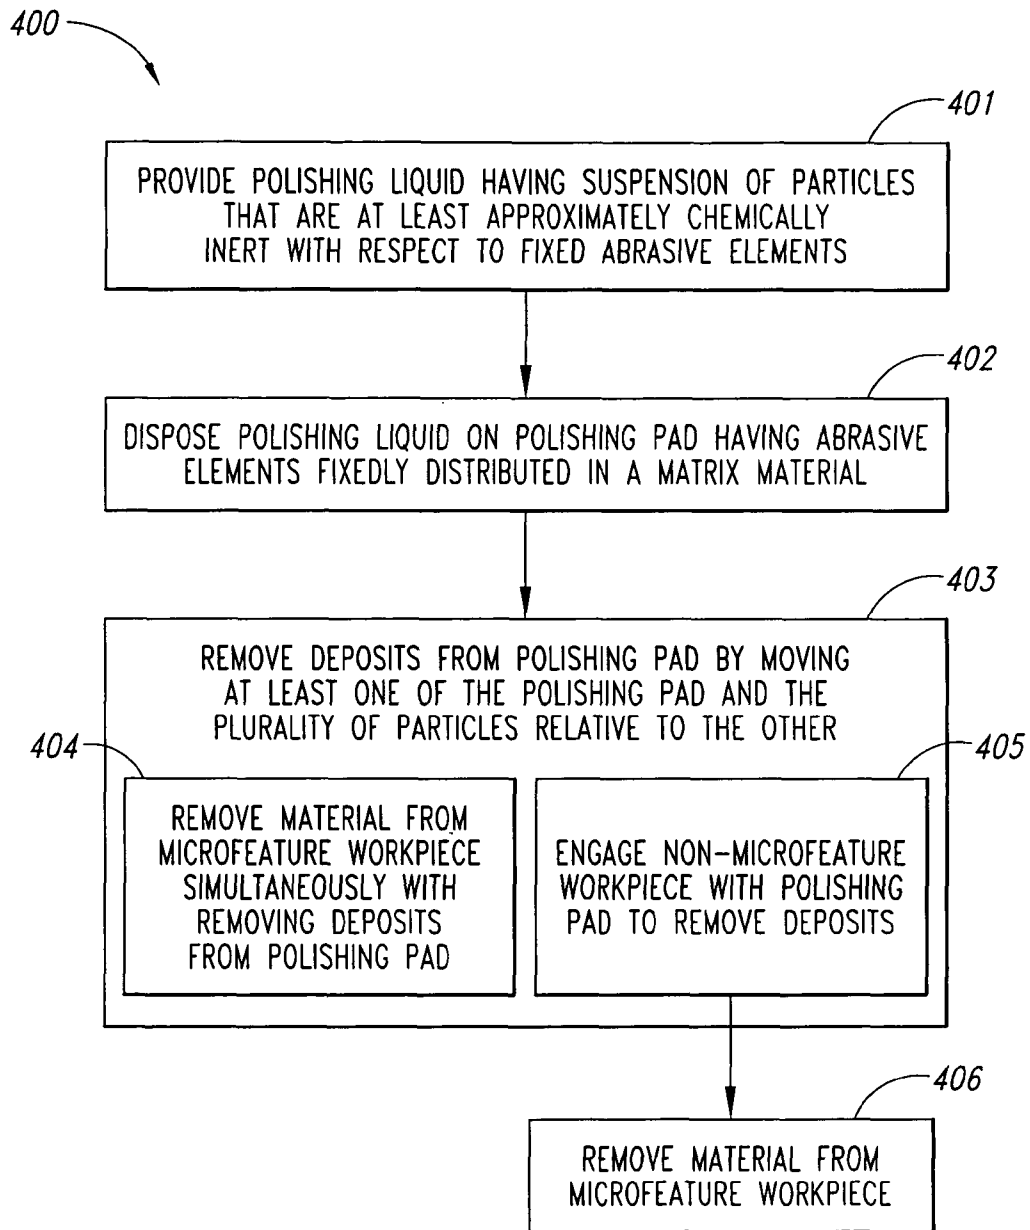 400
401
PROVIDE POLISHING LIQUID HAVING SUSPENSION OF PARTICLES
THAT ARE AT LEAST APPROXIMATELY CHEMICALLY
INERT WITH RESPECT TO FIXED ABRASIVE ELEMENTS
402
DISPOSE POLISHING LIQUID ON POLISHING PAD HAVING ABRASIVE
ELEMENTS FIXEDLY DISTRIBUTED IN A MATRIX MATERIAL
403
REMOVE DEPOSITS FROM POLISHING PAD BY MOVING
AT LEAST ONE OF THE POLISHING PAD AND THE
PLURALITY OF PARTICLES RELATIVE TO THE OTHER
404
REMOVE MATERIAL FROM
MICROFEATURE WORKPIECE
SIMULTANEOUSLY WITH
REMOVING DEPOSITS
FROM POLISHING PAD
405
ENGAGE NON-MICROFEATURE
WORKPIECE WITH POLISHING
PAD TO REMOVE DEPOSITS
406
REMOVE MATERIAL FROM
MICROFEATURE WORKPIECE